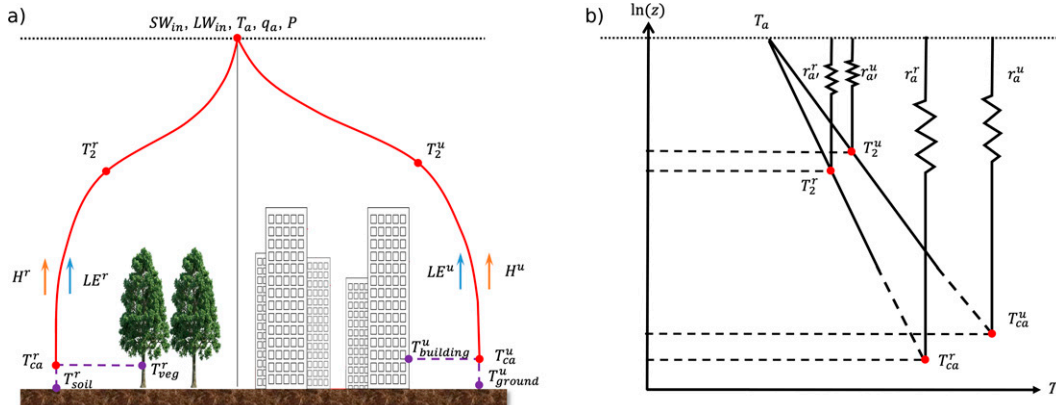 a)
SW_in, LW_in, T_a, q_a, P
T_2^r
T_2^u
H^r
LE^r
LE^u
H^u
T_ca^r
T_veg^r
T_soil^r
T_building^u
T_ca^u
T_ground^u
b)
ln(z)
T_a
r_a'^r
r_a'^u
r_a^r
r_a^u
T_2^u
T_2^r
T_ca^u
T_ca^r
T